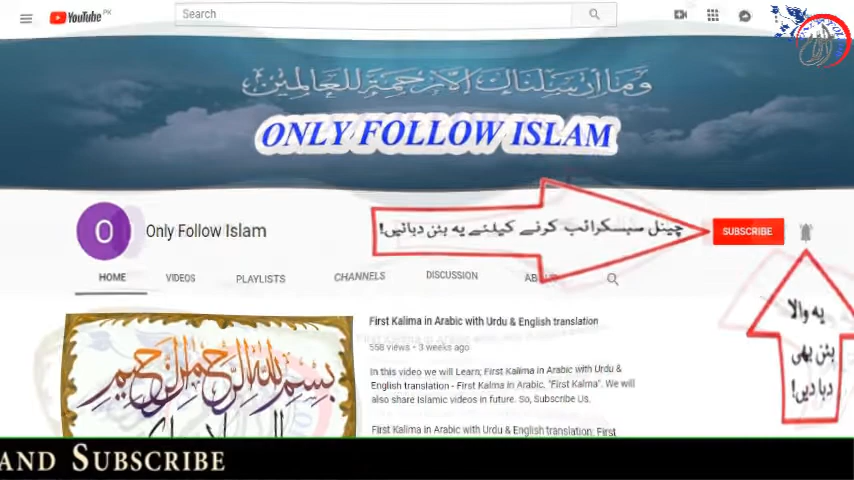 YouTube PK
Search
وما أرسلناك إلا رحمة للعالمين
ONLY FOLLOW ISLAM
O
Only Follow Islam
چینل سبسکرائب کرنے کیلئے یہ بٹن دبائیں!
SUBSCRIBE
HOME VIDEOS PLAYLISTS CHANNELS DISCUSSION
یہ والا
بٹن بھی
دبا دیں!
First Kalima in Arabic with Urdu & English translation
558 views • 3 weeks ago
In this video we will Learn; First Kalima in Arabic with Urdu &
English translation - First Kalma in Arabic. "First Kalma". We will
also share Islamic videos in future. So, Subscribe Us.
First Kalima in Arabic with Urdu & English translation: First
بسم الله الرحمن الرحيم
AND SUBSCRIBE